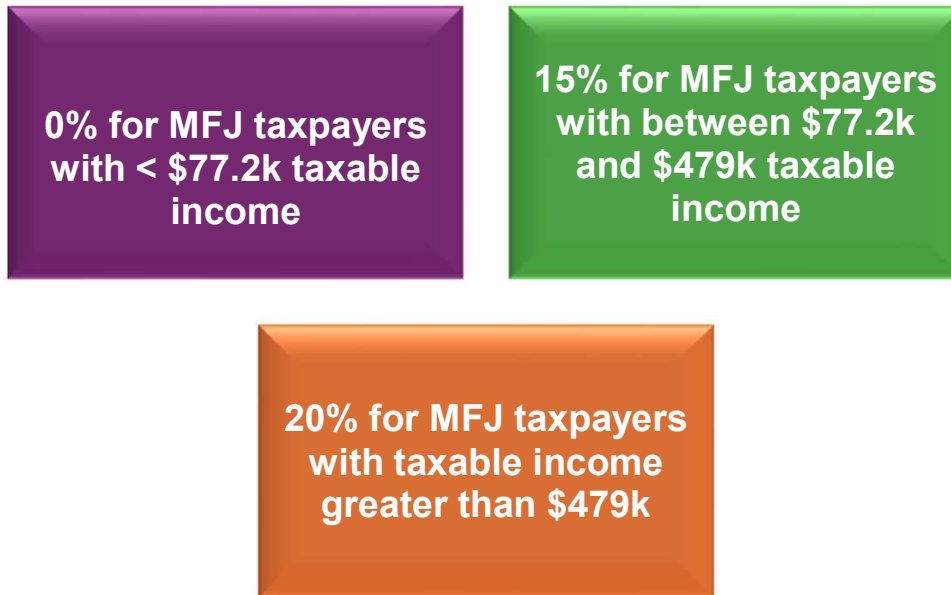 0% for MFJ taxpayers
with < $77.2k taxable
income
15% for MFJ taxpayers
with between $77.2k
and $479k taxable
income
20% for MFJ taxpayers
with taxable income
greater than $479k